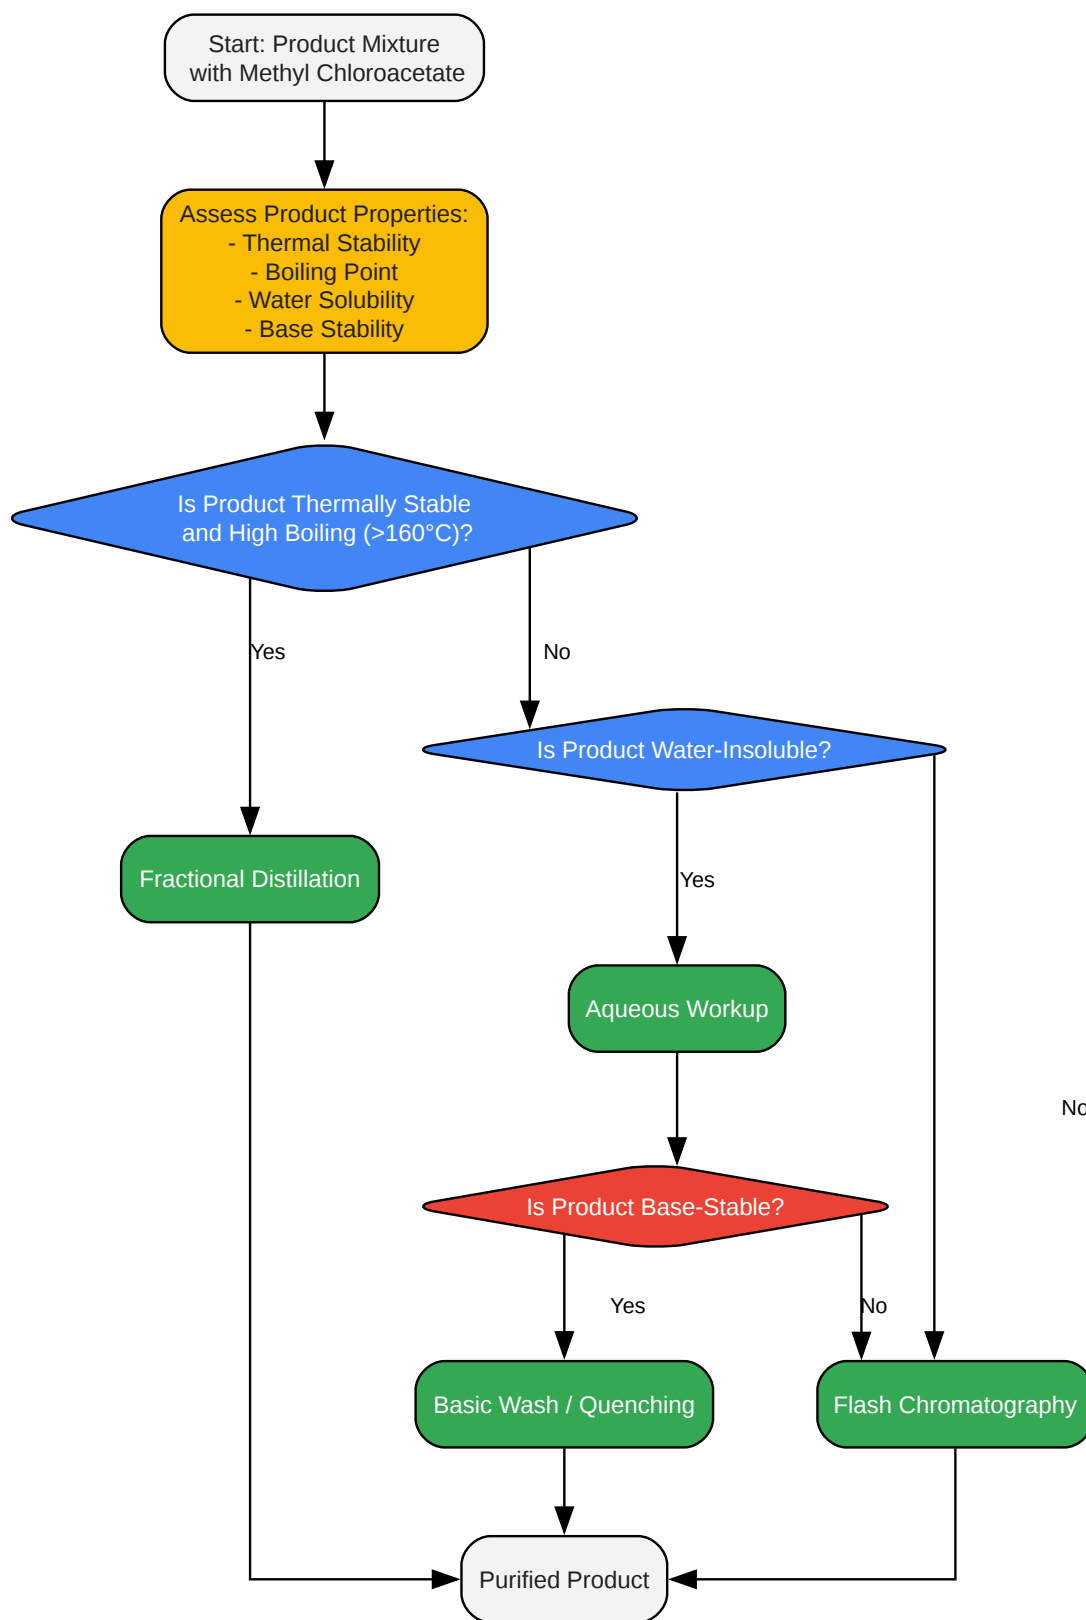 Start: Product Mixture
with Methyl Chloroacetate
Assess Product Properties:
- Thermal Stability
- Boiling Point
- Water Solubility
- Base Stability
Is Product Thermally Stable
and High Boiling (>160°C)?
Yes
No
Is Product Water-Insoluble?
Fractional Distillation
Yes
Aqueous Workup
No
Is Product Base-Stable?
Yes
No
Basic Wash / Quenching
Flash Chromatography
Purified Product